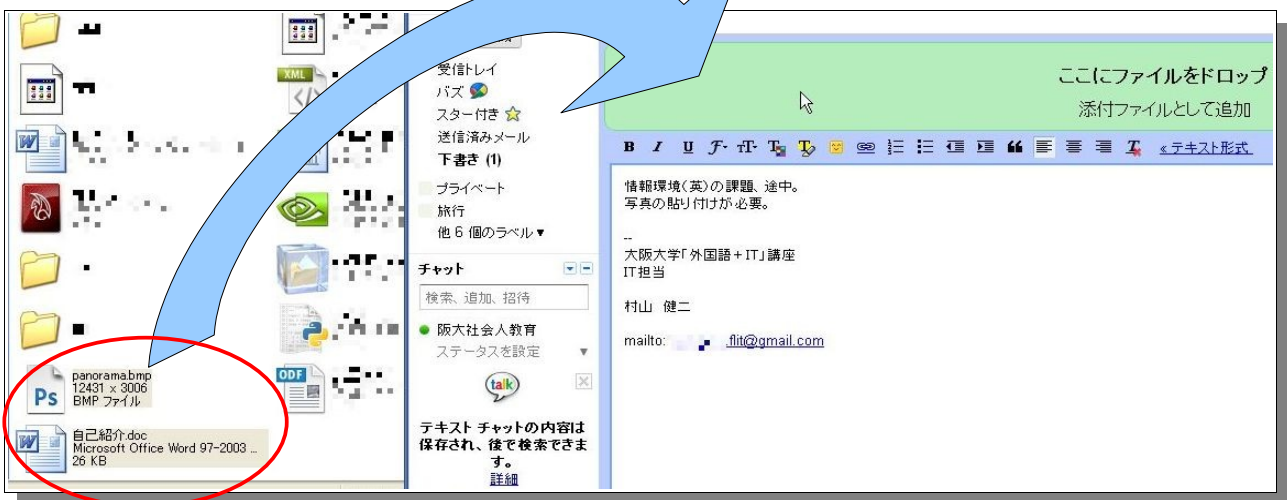 XML
panorama.bmp
12431 x 3006
BMP ファイル
Ps
ODF
自己紹介.doc
Microsoft Office Word 97-2003 ...
26 KB
受信トレイ
バズ
スター付き
送信済みメール
下書き (1)
プライベート
旅行
他 6 個のラベル▼
チャット
検索、追加、招待
阪大社会人教育
ステータスを設定
talk
テキスト チャットの内容は
保存され、後で検索できま
す。
詳細
ここにファイルをドロップ
添付ファイルとして追加
B I U
«テキスト形式
情報環境(英)の課題、途中。
写真の貼り付けが必要。
--
大阪大学「外国語+IT」講座
IT担当
村山 健二
mailto: .flit@gmail.com